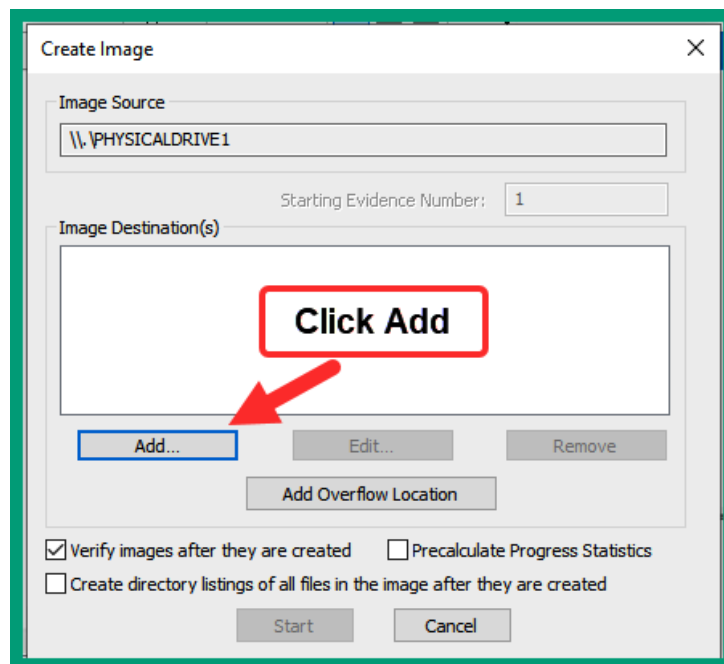 Create Image
Image Source
\\.\PHYSICALDRIVE1
Starting Evidence Number: 1
Image Destination(s)
Click Add
Add... Edit... Remove
Add Overflow Location
Verify images after they are created Precalculate Progress Statistics
Create directory listings of all files in the image after they are created
Start Cancel